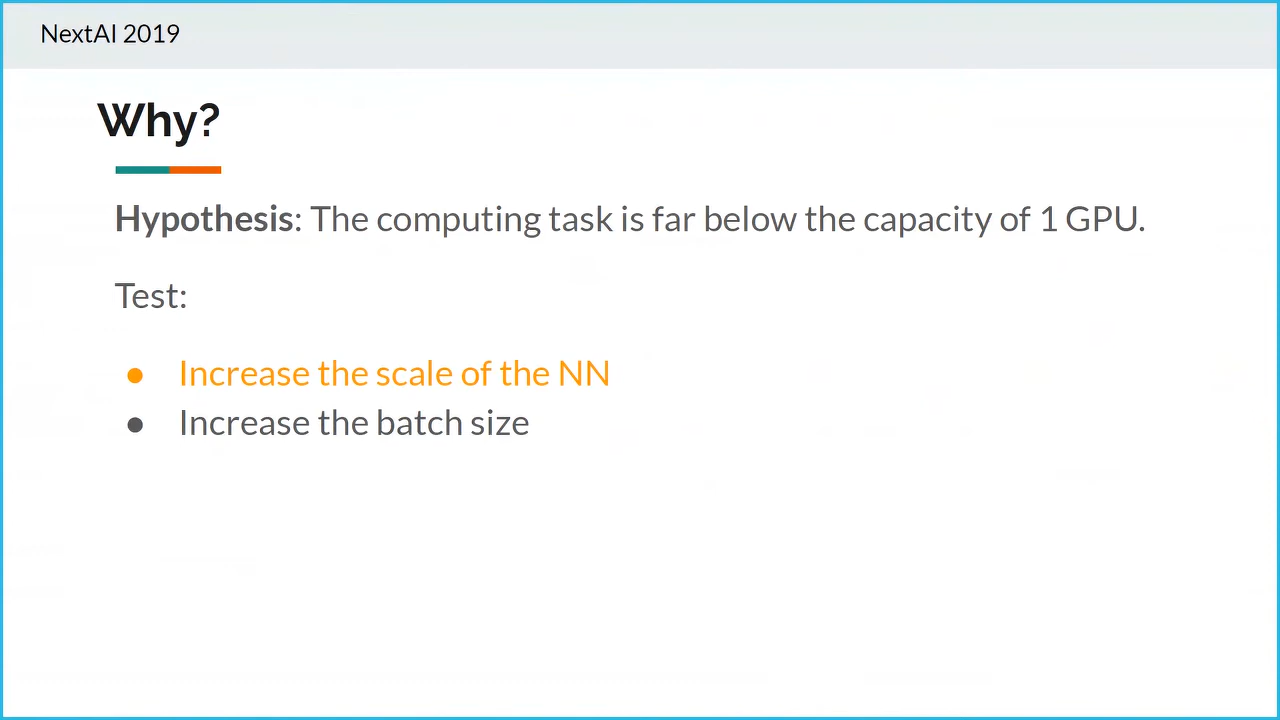 NextAI 2019
Why?
Hypothesis: The computing task is far below the capacity of 1 GPU.
Test:
● Increase the scale of the NN
● Increase the batch size